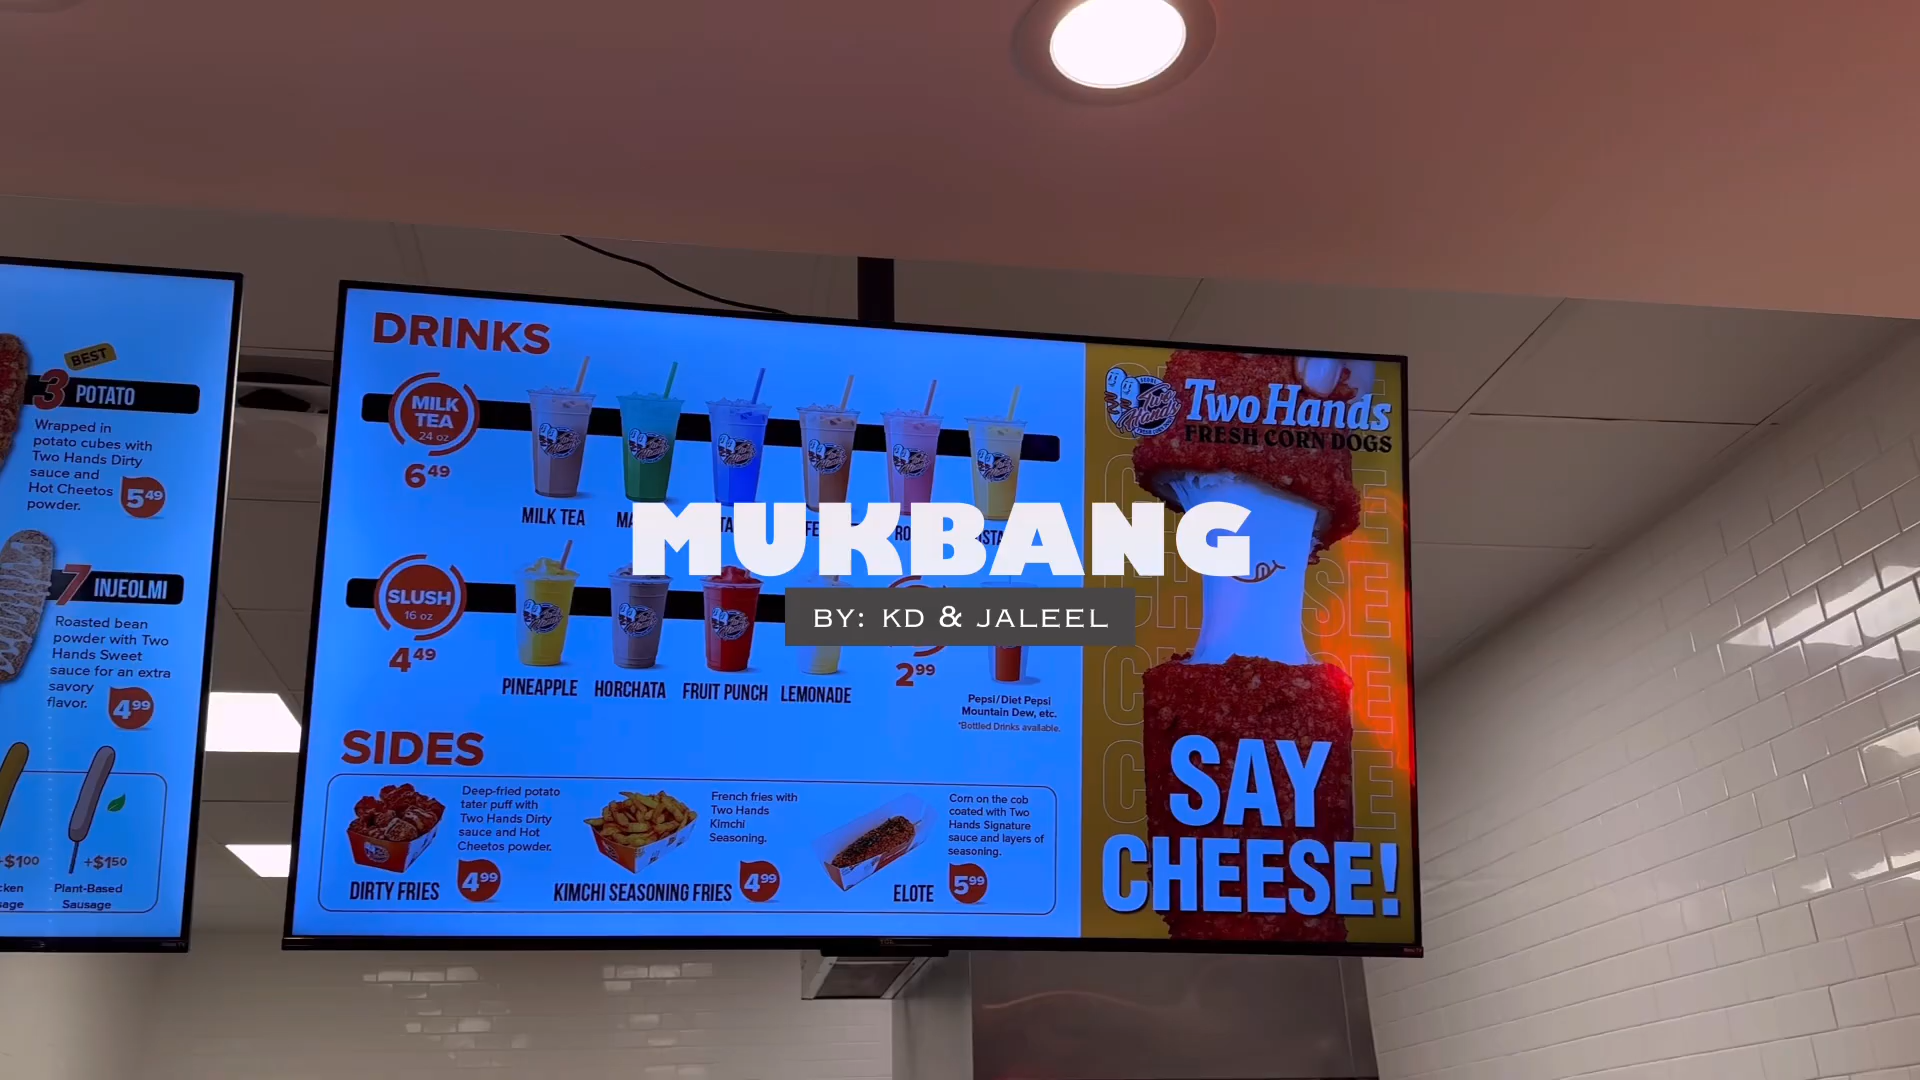 BEST
3 POTATO
Wrapped in
potato cubes with
Two Hands Dirty
sauce and
Hot Cheetos
powder.
5 49
7 INJEOLMI
Roasted bean
powder with Two
Hands Sweet
sauce for an extra
savory
flavor.
4 99
+$1 00
+$1 50
Plant-Based
Sausage
DRINKS
MILK
TEA
24 oz
6 49
MILK TEA
SLUSH
16 oz
4 49
PINEAPPLE
HORCHATA
FRUIT PUNCH
LEMONADE
2 99
Pepsi/Diet Pepsi
Mountain Dew, etc.
*Bottled Drinks available.
SIDES
Deep-fried potato
tater puff with
Two Hands Dirty
sauce and Hot
Cheetos powder.
DIRTY FRIES
4 99
French fries with
Two Hands
Kimchi
Seasoning.
KIMCHI SEASONING FRIES
4 99
Corn on the cob
coated with Two
Hands Signature
sauce and layers of
seasoning.
ELOTE
5 99
Two Hands
FRESH CORN DOGS
SAY
CHEESE!
MUKBANG
BY: KD & JALEEL